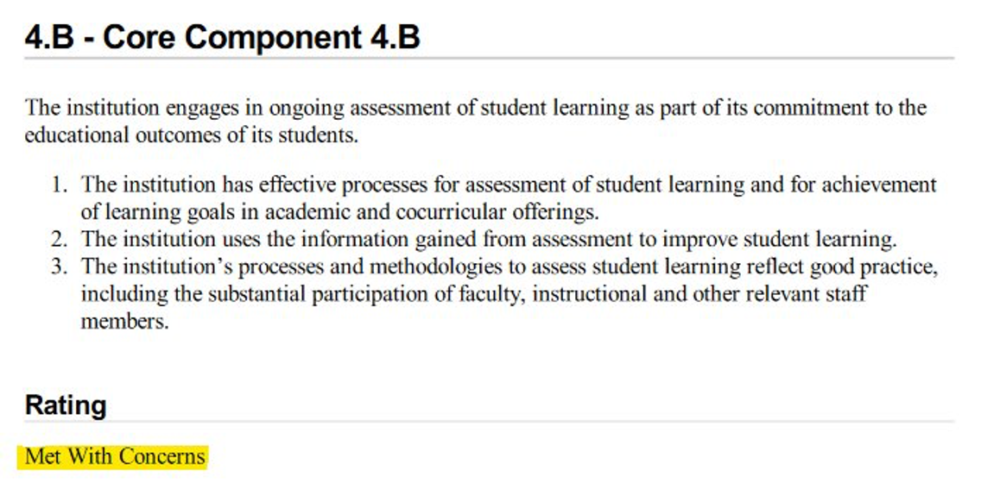 4.B - Core Component 4.B
The institution engages in ongoing assessment of student learning as part of its commitment to the
educational outcomes of its students.
1. The institution has effective processes for assessment of student learning and for achievement
of learning goals in academic and cocurricular offerings.
2. The institution uses the information gained from assessment to improve student learning.
3. The institution’s processes and methodologies to assess student learning reflect good practice,
including the substantial participation of faculty, instructional and other relevant staff
members.
Rating
Met With Concerns